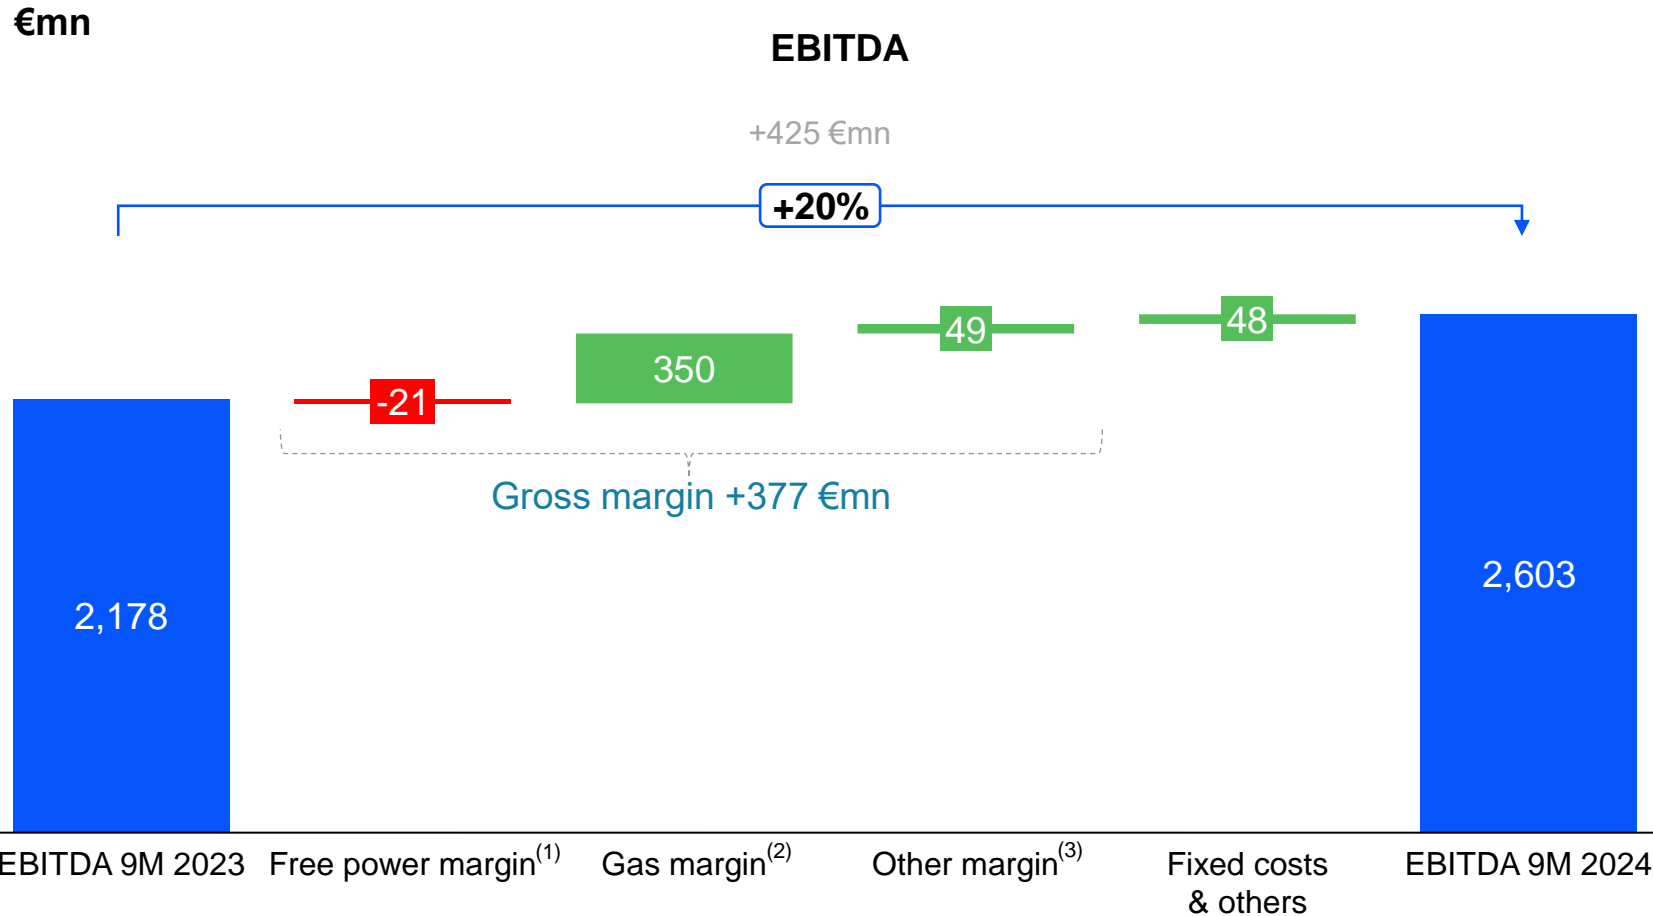 €mn
EBITDA
+425 €mn
+20%
-21
350
49
48
Gross margin +377 €mn
2,178
2,603
EBITDA 9M 2023
Free power margin(1)
Gas margin(2)
Other margin(3)
Fixed costs
& others
EBITDA 9M 2024